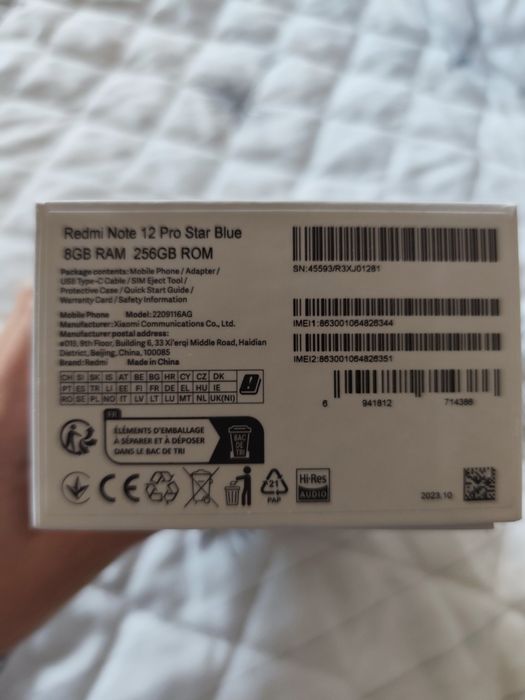 Redmi Note 12 Pro Star Blue
8GB RAM 256GB ROM
Package contents: Mobile Phone / Adapter /
USB Type-C Cable / SIM Eject Tool /
Protective Case / Quick Start Guide /
Warranty Card / Safety Information
Mobile Phone Model: 2209116AG
Manufacturer: Xiaomi Communications Co., Ltd.
Manufacturer postal address:
#019, 9th Floor, Building 6, 33 Xi'erqi Middle Road, Haidian
District, Beijing, China, 100085
Brand: Redmi Made in China
CH SI SK IS AT BE BG HR CY CZ DK
PT ES TR LI EE FI FR DE EL HU IE
RO SE PL NO IT LV LT LU MT NL UK(NI)
SN: 45593/R3XJ01281
IMEI1: 863001064826344
IMEI2: 863001064826351
6 941812 714386
FR
ÉLÉMENTS D'EMBALLAGE
À SÉPARER ET À DÉPOSER
DANS LE BAC DE TRI
BAC
DE
TRI
CE
21
PAP
Hi-Res
AUDIO
2023.10